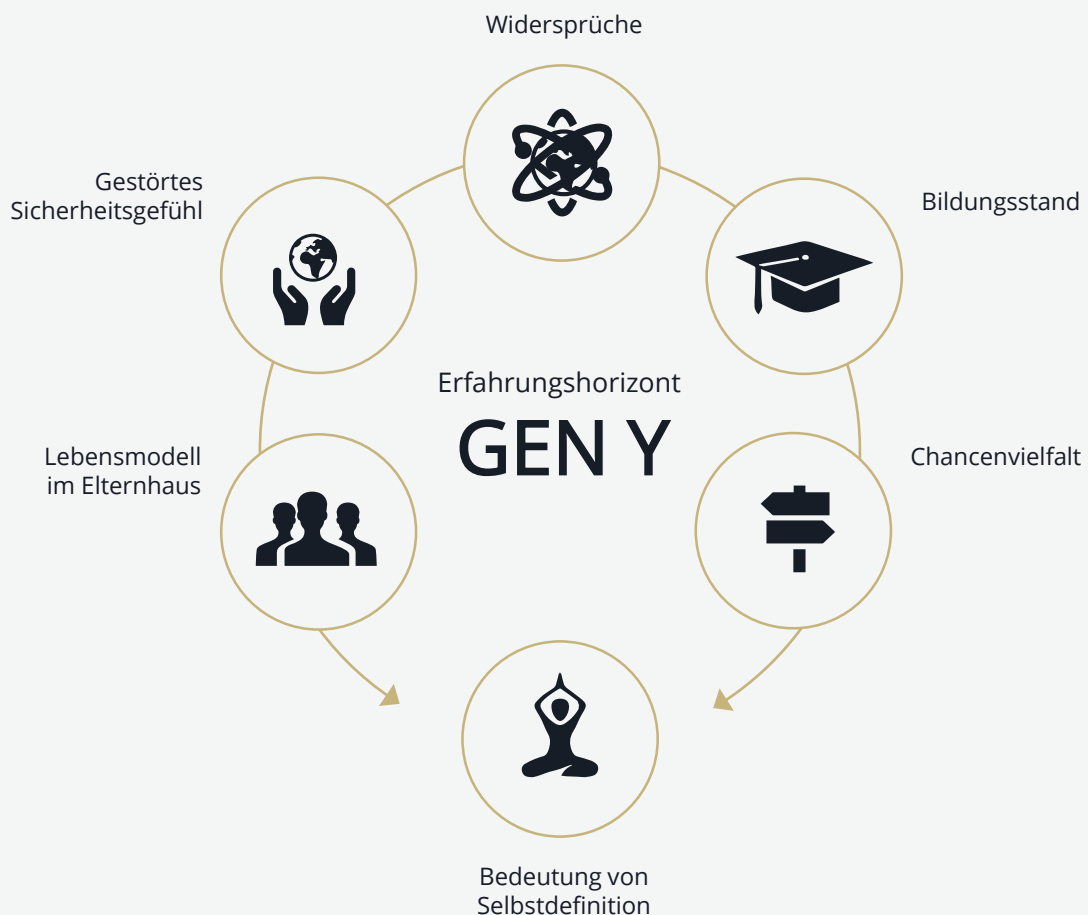 Widersprüche
Gestörtes
Sicherheitsgefühl
Bildungsstand
Erfahrungshorizont
GEN Y
Lebensmodell
im Elternhaus
Chancenvielfalt
Bedeutung von
Selbstdefinition